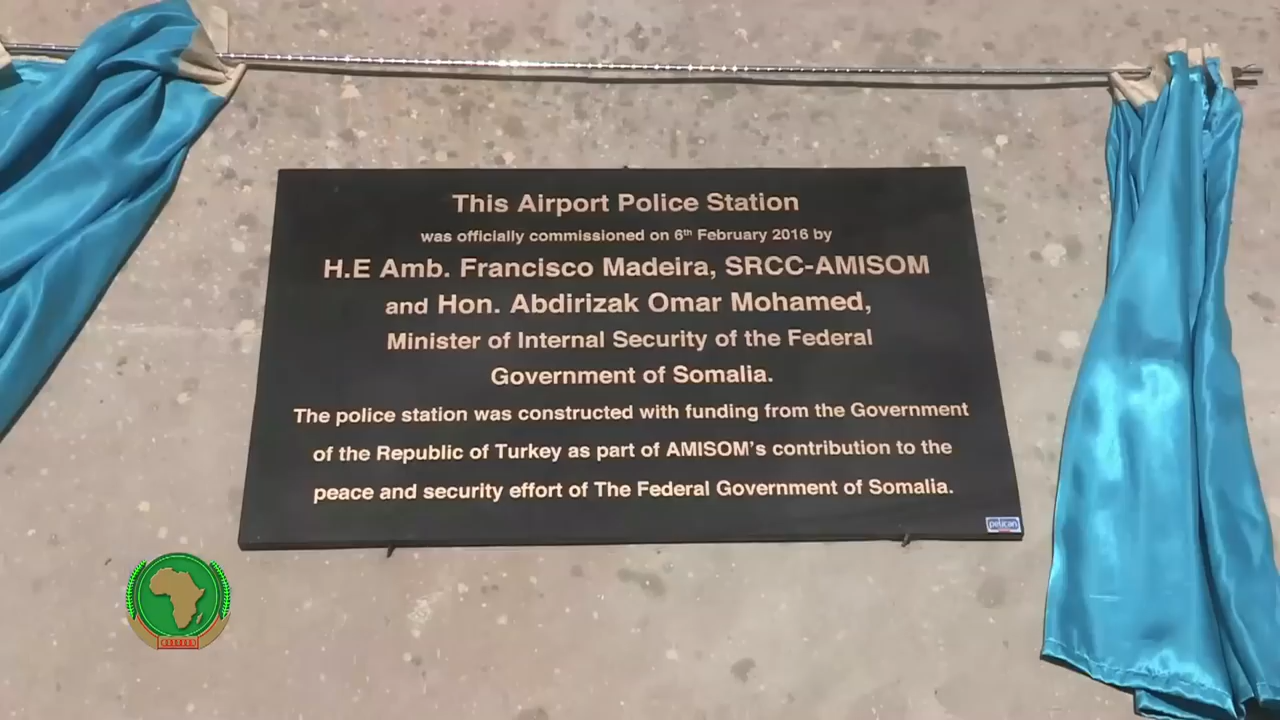 This Airport Police Station
was officially commissioned on 6th February 2016 by
H.E Amb. Francisco Madeira, SRCC-AMISOM
and Hon. Abdirizak Omar Mohamed,
Minister of Internal Security of the Federal
Government of Somalia.
The police station was constructed with funding from the Government
of the Republic of Turkey as part of AMISOM's contribution to the
peace and security effort of The Federal Government of Somalia.
pelican